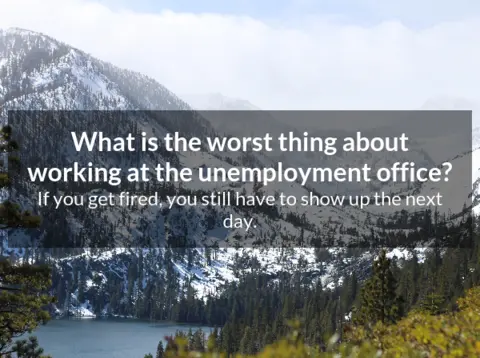 What is the worst thing about
working at the unemployment office?
If you get fired, you still have to show up the next
day.